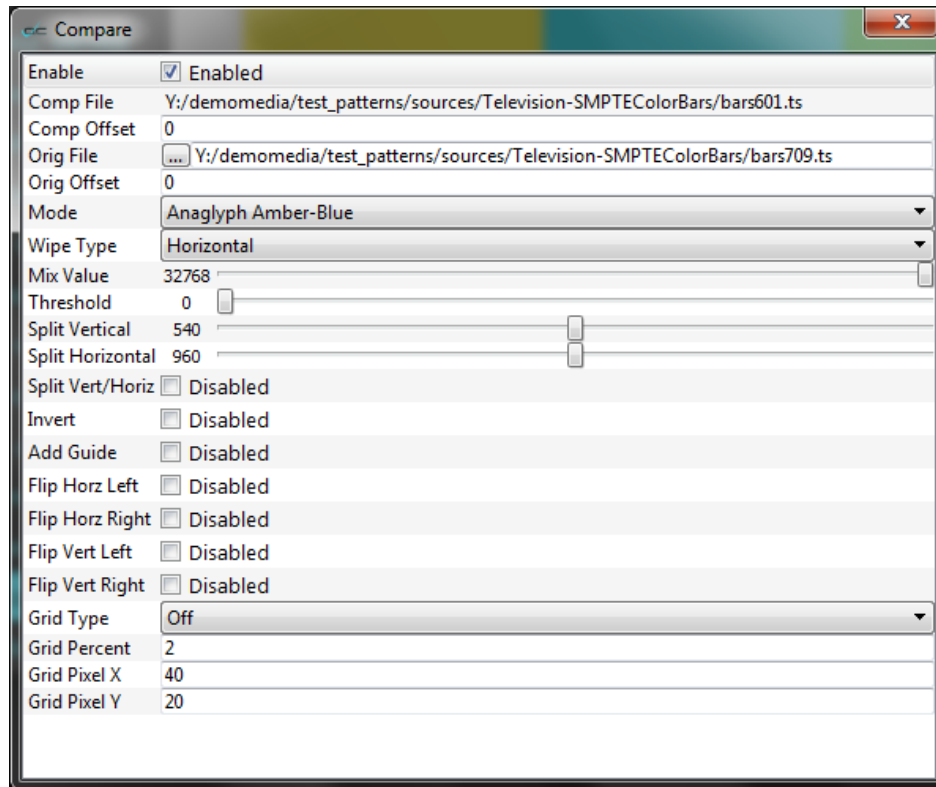 Compare
Enable Enabled
Comp File Y:/demomedia/test_patterns/sources/Television-SMPTEColorBars/bars601.ts
Comp Offset 0
Orig File ... Y:/demomedia/test_patterns/sources/Television-SMPTEColorBars/bars709.ts
Orig Offset 0
Mode Anaglyph Amber-Blue
Wipe Type Horizontal
Mix Value 32768
Threshold 0
Split Vertical 540
Split Horizontal 960
Split Vert/Horiz Disabled
Invert Disabled
Add Guide Disabled
Flip Horz Left Disabled
Flip Horz Right Disabled
Flip Vert Left Disabled
Flip Vert Right Disabled
Grid Type Off
Grid Percent 2
Grid Pixel X 40
Grid Pixel Y 20